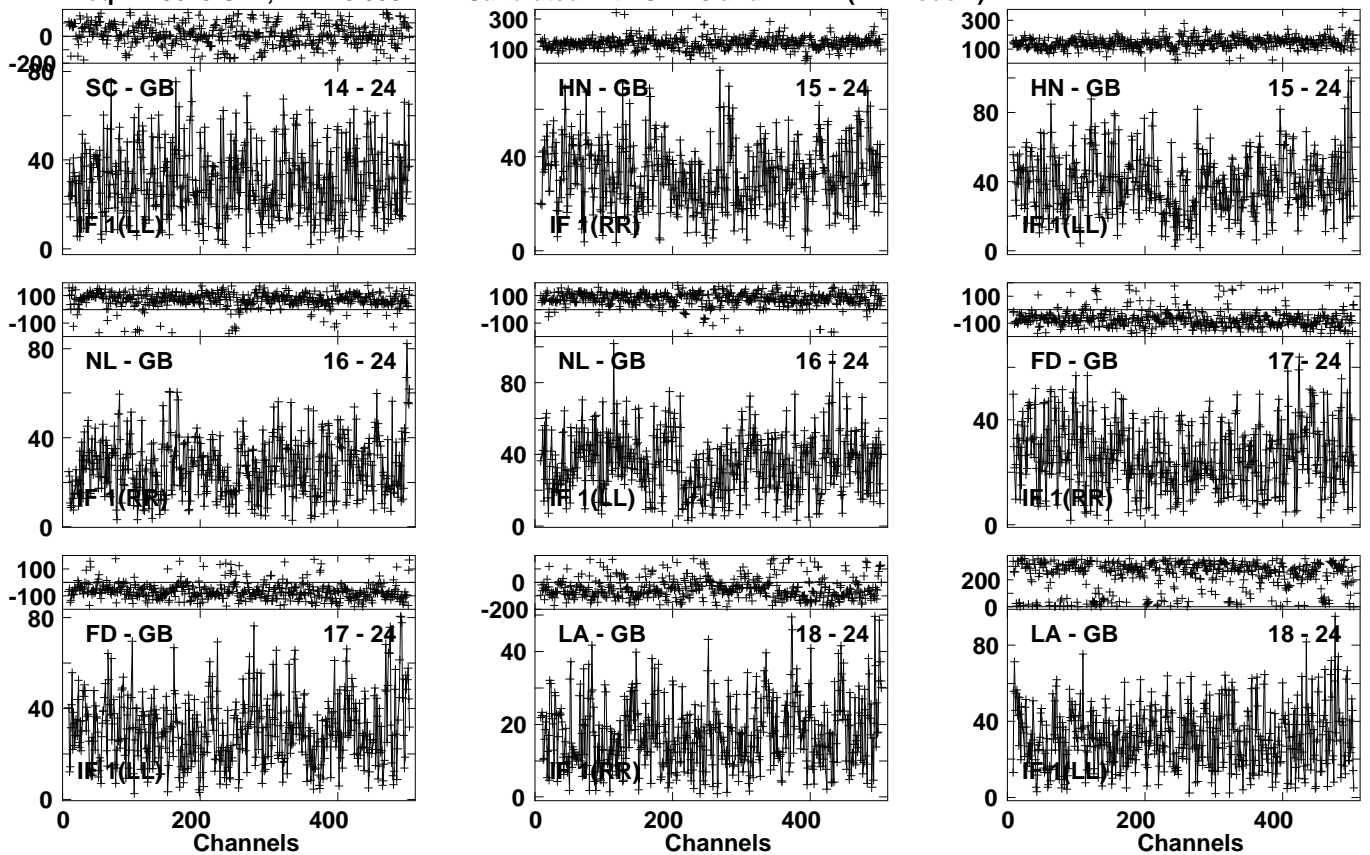 300
300
0
100
100
-200
80
SC - GB 14 - 24
HN - GB 15 - 24
HN - GB 15 - 24
80
40
40
40
IF 1(LL)
IF 1(RR)
IF 1(LL)
0
0
0
100
100
100
-100
-100
-100
80
NL - GB 16 - 24
NL - GB 16 - 24
FD - GB 17 - 24
80
40
40
40
IF 1(RR)
IF 1(LL)
IF 1(RR)
0
0
0
100
0
200
-100
-200
0
80
FD - GB 17 - 24
LA - GB 18 - 24
LA - GB 18 - 24
40
80
40
20
40
IF 1(LL)
IF 1(RR)
IF 1(LL)
0
0
0
0 200 400
0 200 400
0 200 400
Channels
Channels
Channels